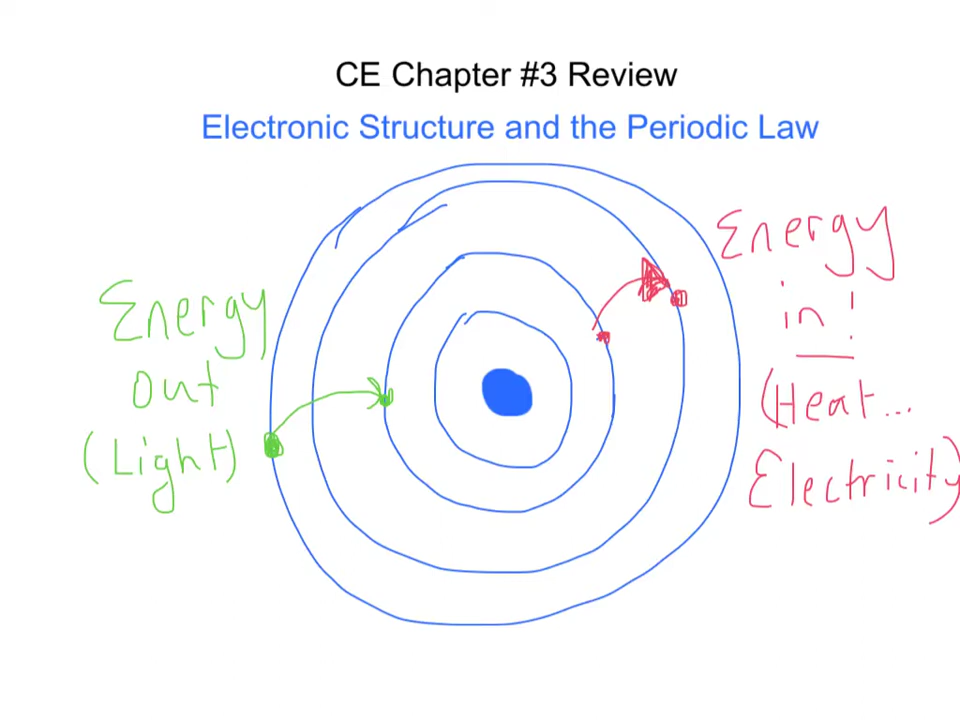 CE Chapter #3 Review
Electronic Structure and the Periodic Law
Energy
out
(Light)
Energy
in!
(Heat...
Electricity)